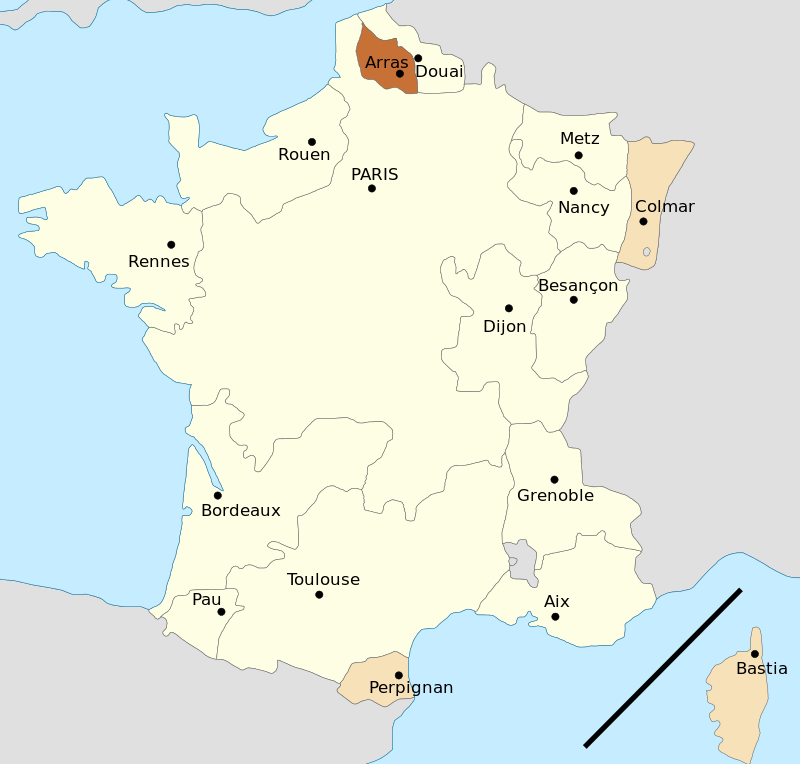 Arras
Douai
Metz
Rouen
PARIS
Nancy
Colmar
Rennes
Besançon
Dijon
Grenoble
Bordeaux
Toulouse
Pau
Aix
Bastia
Perpignan